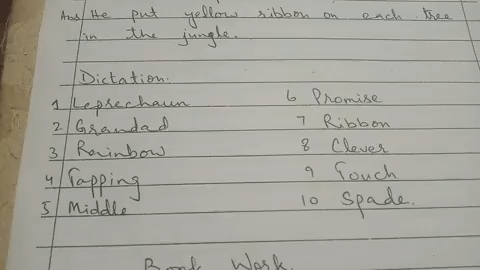 Ans He put yellow ribbon on each tree
in the jungle.
Dictation.
1 Leprechaun 6 Promise
2 Grandad 7 Ribbon
3 Rainbow 8 Clever
4 Tapping 9 Touch
5 Middle 10 Spade.
Book Work.